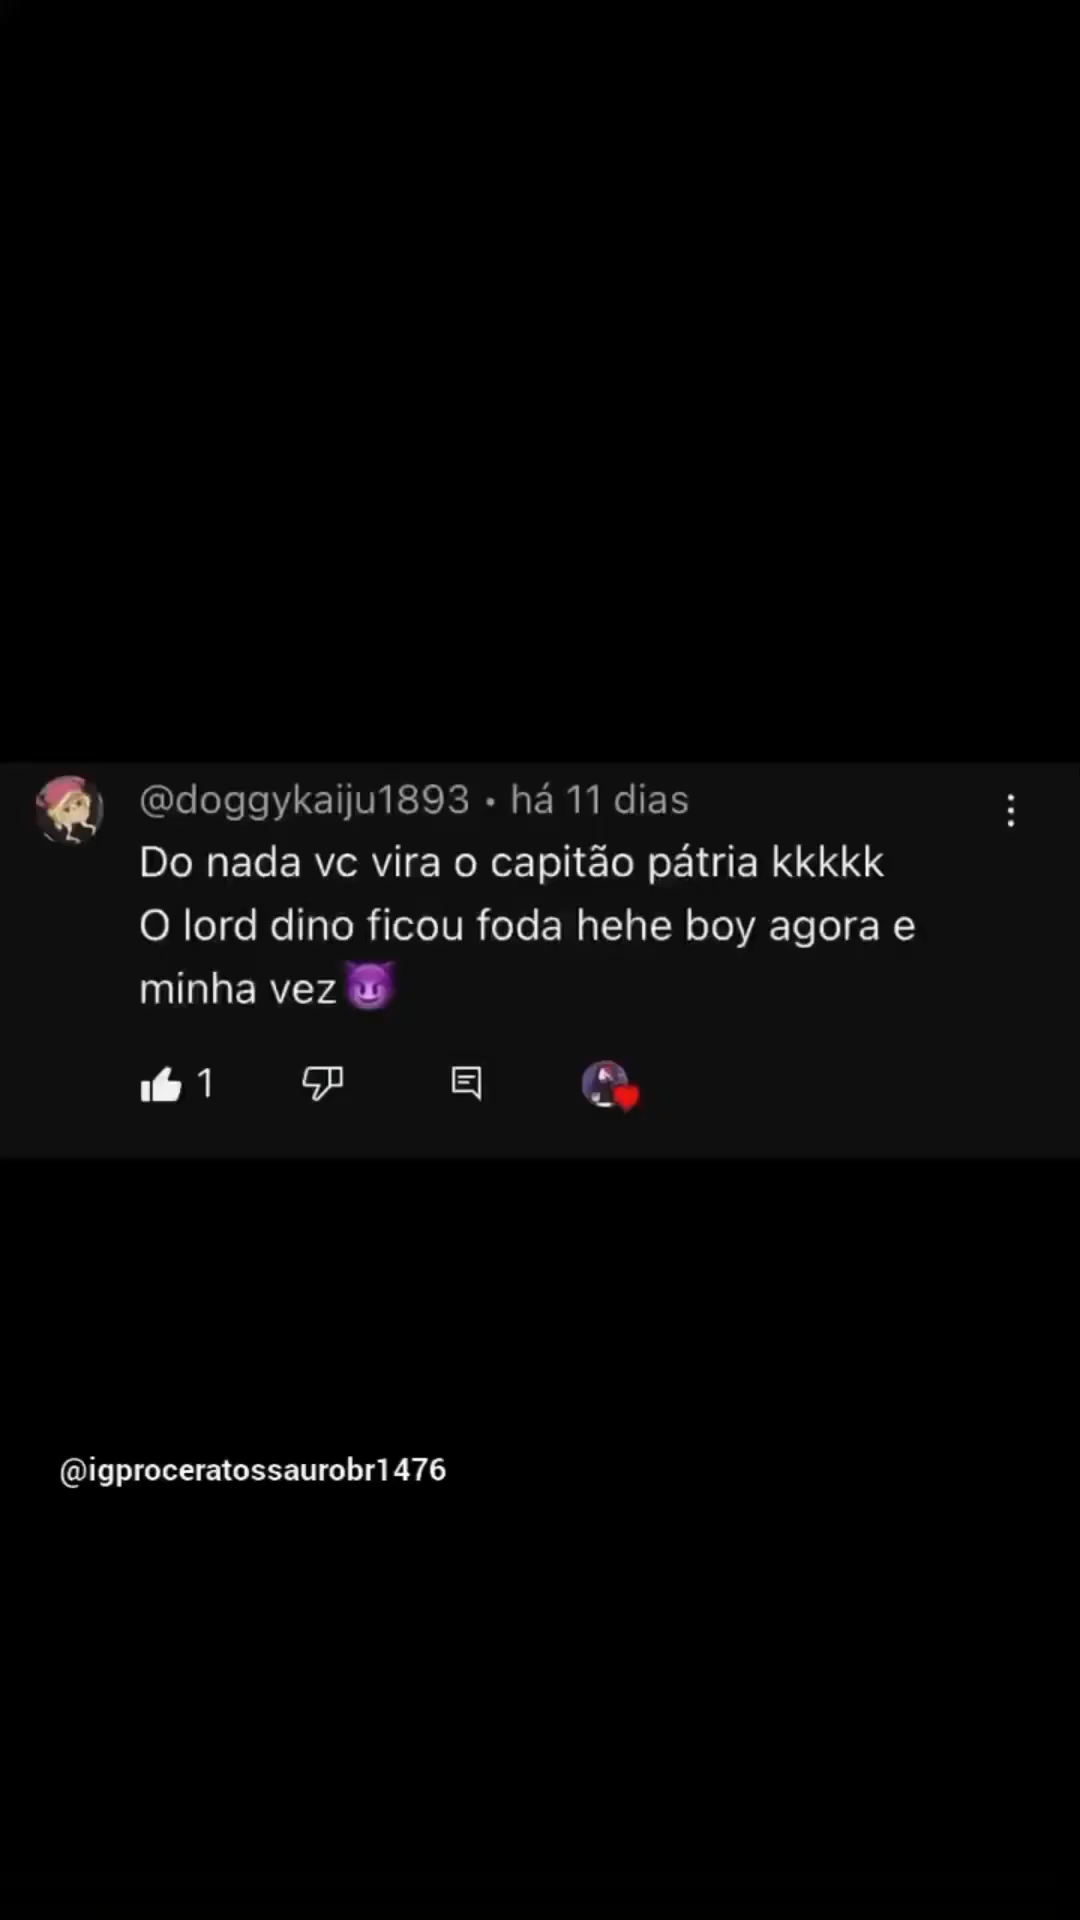 @doggykaiju1893 • há 11 dias
Do nada vc vira o capitão pátria kkkkk
O lord dino ficou foda hehe boy agora e
minha vez😈
1
@igproceratossaurobr1476